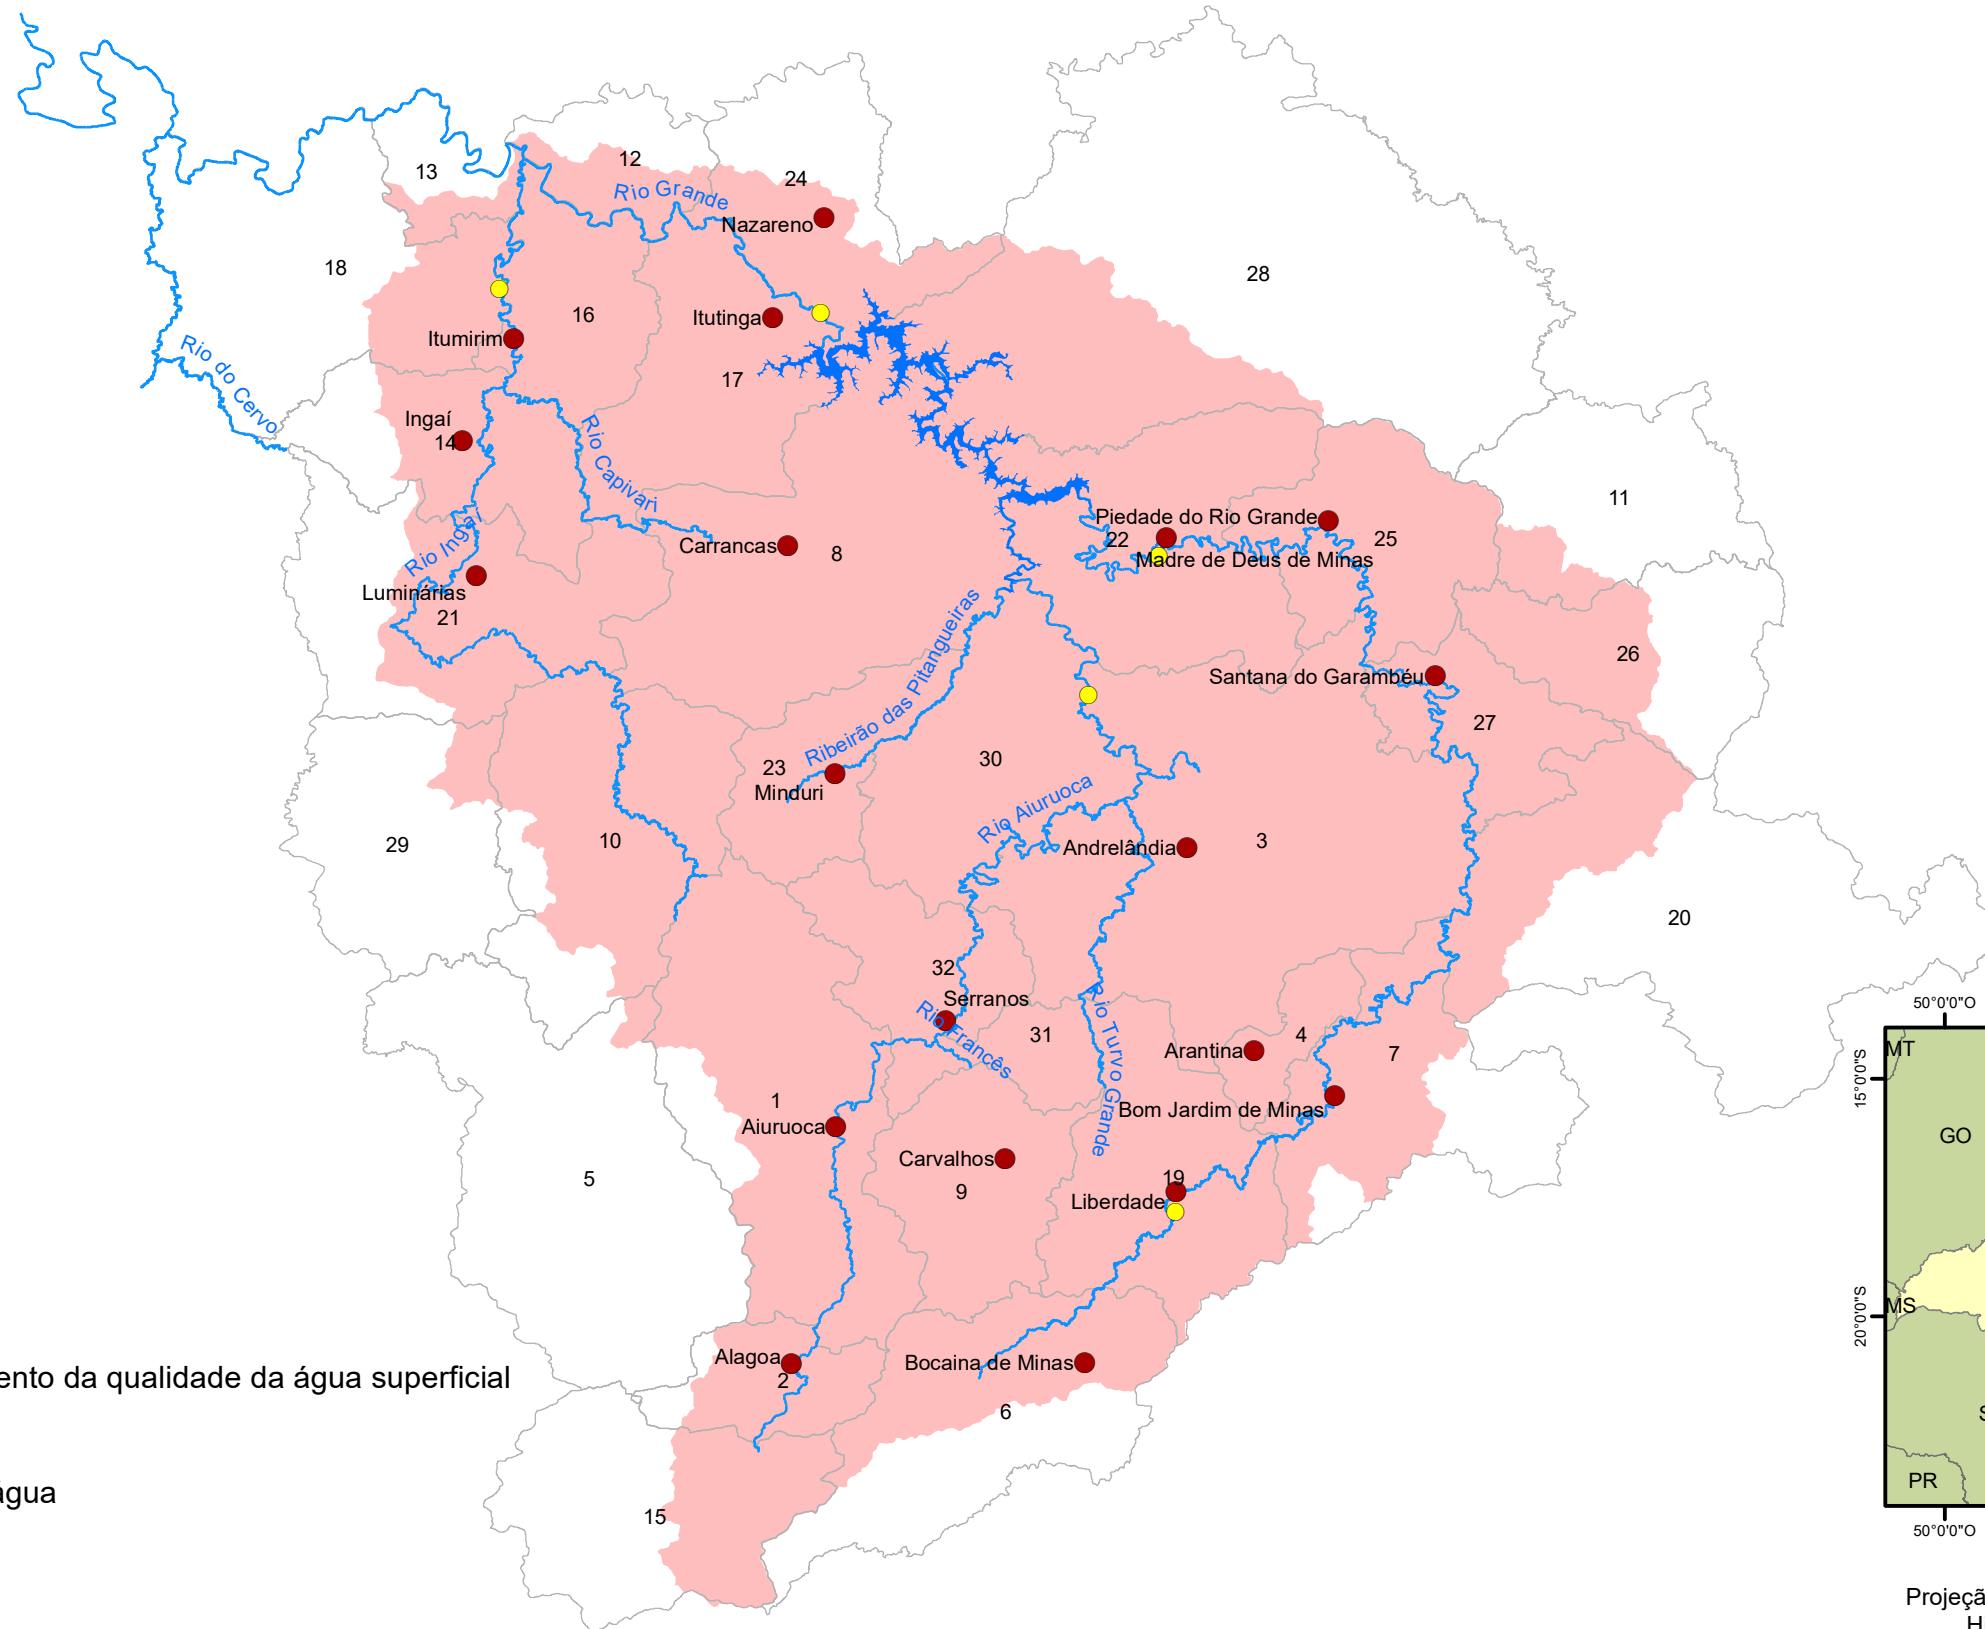 12
13
24
Rio Grande
Nazareno
18
28
16
Itutinga
Itumirim
Rio do Cervo
17
Ingaí
14
Rio Capivari
11
Piedade do Rio Grande
22
25
Carrancas
8
Madre de Deus de Minas
Rio Ingaí
Luminárias
21
Ribeirão das Pitangueiras
26
Santana do Garambéu
27
23
Minduri
30
Rio Aiuruoca
29
10
Andrelândia
3
20
32
Serranos
Rio Francês
31
Rio Turvo Grande
Arantina
4
7
1
Aiuruoca
Bom Jardim de Minas
Carvalhos
9
5
19
Liberdade
Alagoa
2
Bocaina de Minas
6
15
ento da qualidade da água superficial
água
50°0'0"O
MT
15°0'0"S
GO
MS
20°0'0"S
S
PR
50°0'0"O
Projeçã
H